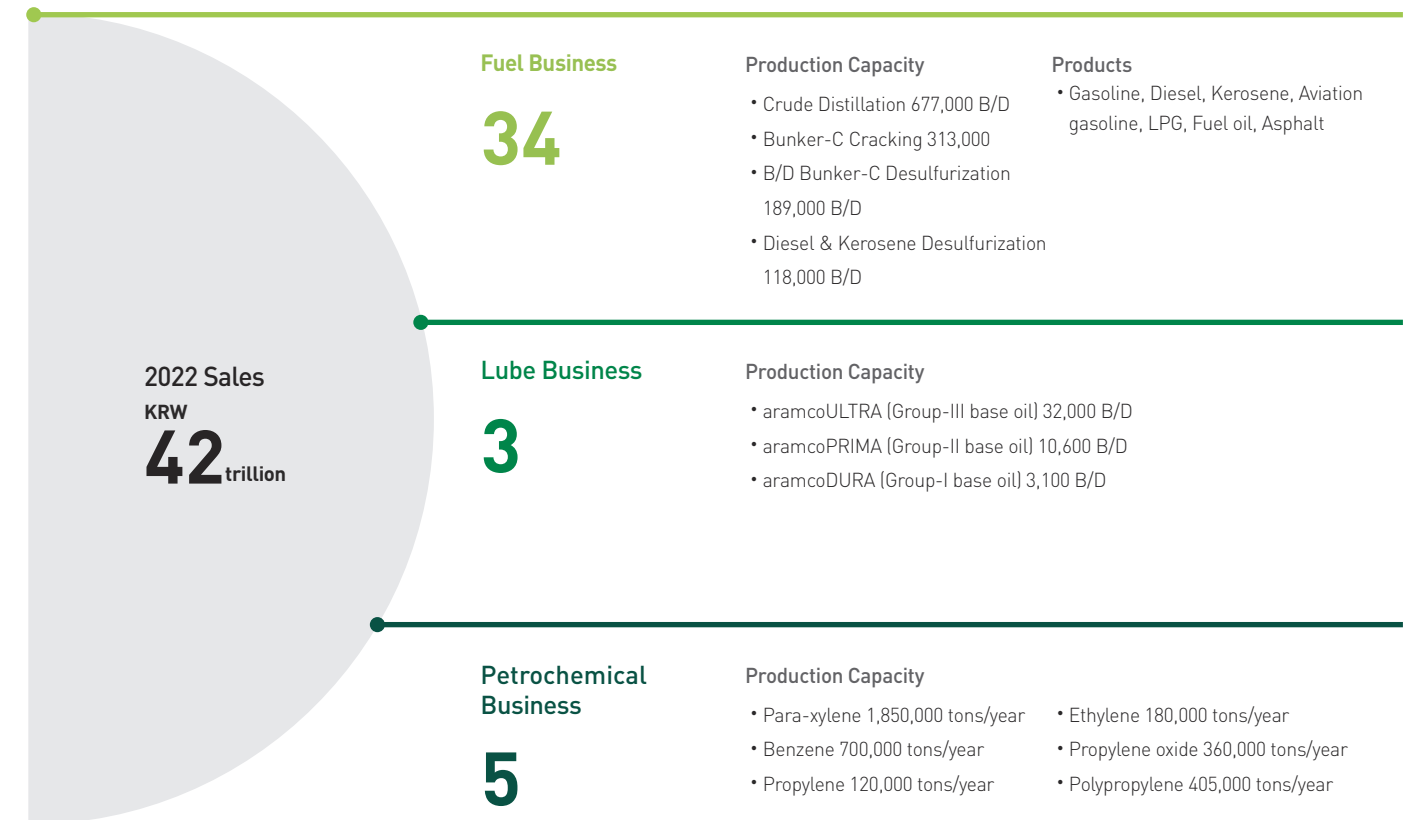 2022 Sales
KRW
42 trillion
Fuel Business
34
Production Capacity
• Crude Distillation 677,000 B/D
• Bunker-C Cracking 313,000
• B/D Bunker-C Desulfurization
189,000 B/D
• Diesel & Kerosene Desulfurization
118,000 B/D
Products
• Gasoline, Diesel, Kerosene, Aviation
gasoline, LPG, Fuel oil, Asphalt
Lube Business
3
Production Capacity
• aramcoULTRA (Group-III base oil) 32,000 B/D
• aramcoPRIMA (Group-II base oil) 10,600 B/D
• aramcoDURA (Group-I base oil) 3,100 B/D
Petrochemical
Business
5
Production Capacity
• Para-xylene 1,850,000 tons/year
• Benzene 700,000 tons/year
• Propylene 120,000 tons/year
• Ethylene 180,000 tons/year
• Propylene oxide 360,000 tons/year
• Polypropylene 405,000 tons/year